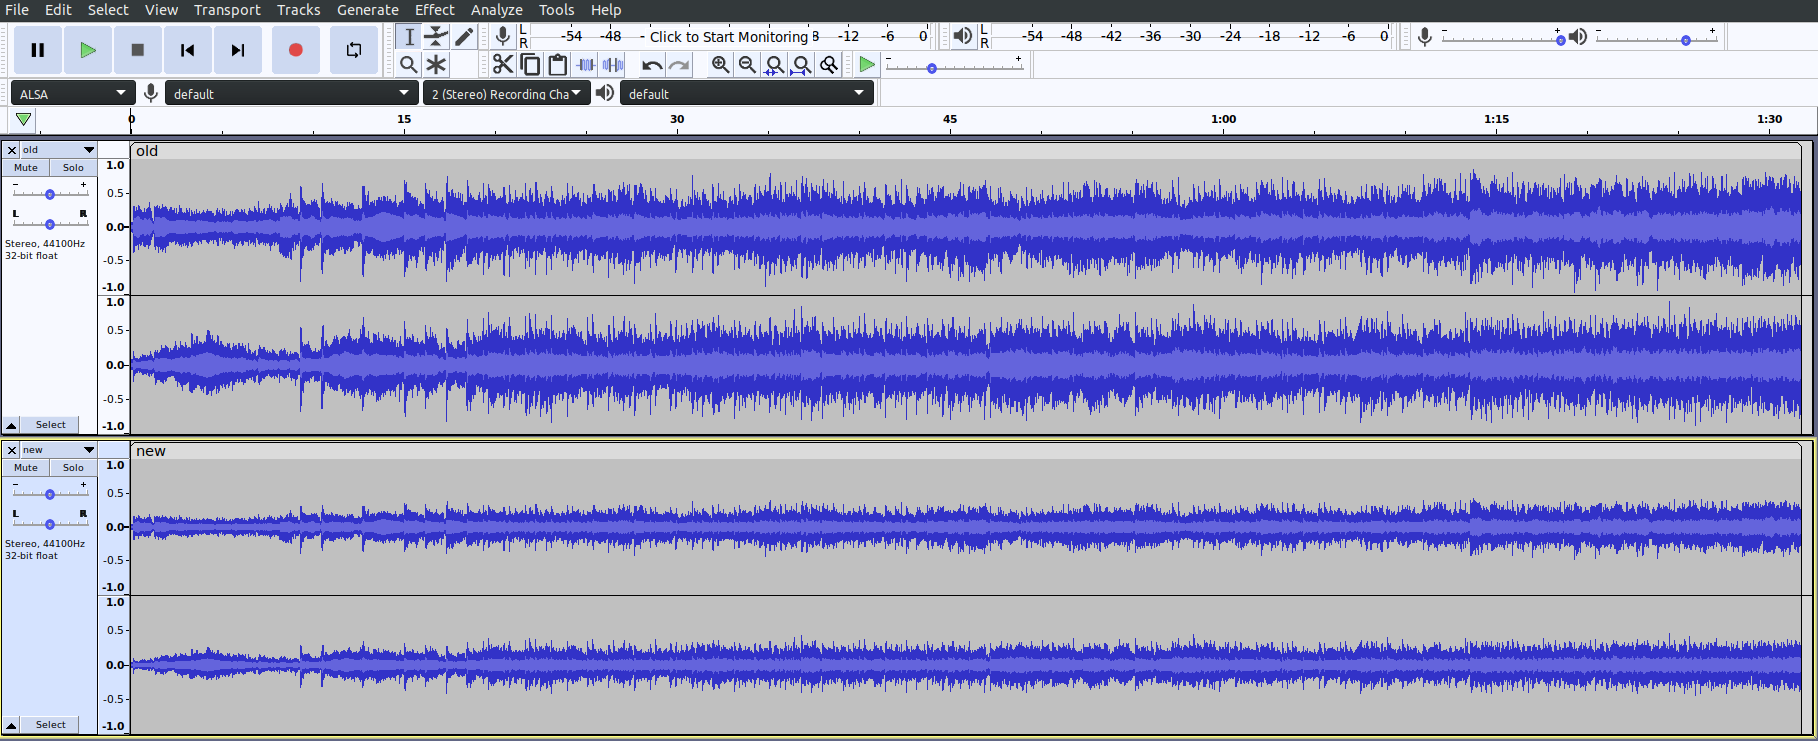 File Edit Select View Transport Tracks Generate Effect Analyze Tools Help
L
R
-54 -48 - Click to Start Monitoring 8 -12 -6 0
L
R
-54 -48 -42 -36 -30 -24 -18 -12 -6 0
- +
- +
- +
ALSA default 2 (Stereo) Recording Cha default
0 15 30 45 1:00 1:15 1:30
old
Mute Solo
- +
L R
Stereo, 44100Hz
32-bit float
Select
old
1.0
0.5
0.0
-0.5
-1.0
1.0
0.5
0.0
-0.5
-1.0
new
Mute Solo
- +
L R
Stereo, 44100Hz
32-bit float
Select
new
1.0
0.5
0.0
-0.5
-1.0
1.0
0.5
0.0
-0.5
-1.0